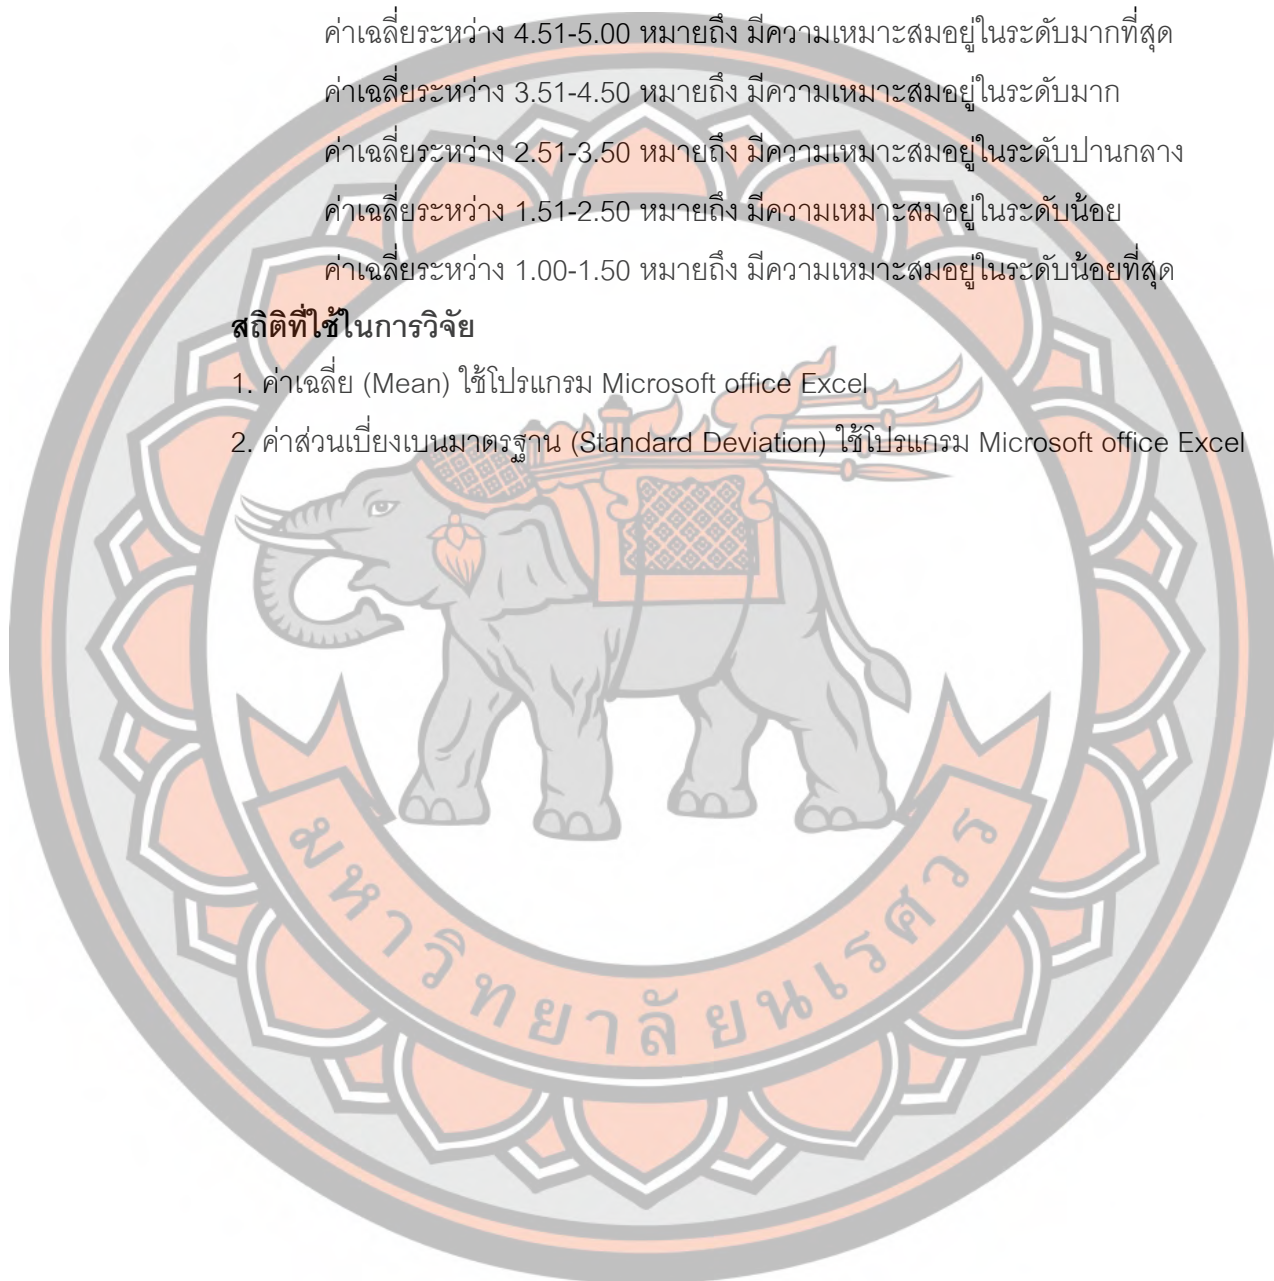 ค่าเฉลี่ยระหว่าง 4.51-5.00 หมายถึง มีความเหมาะสมอยู่ในระดับมากที่สุด
ค่าเฉลี่ยระหว่าง 3.51-4.50 หมายถึง มีความเหมาะสมอยู่ในระดับมาก
ค่าเฉลี่ยระหว่าง 2.51-3.50 หมายถึง มีความเหมาะสมอยู่ในระดับปานกลาง
ค่าเฉลี่ยระหว่าง 1.51-2.50 หมายถึง มีความเหมาะสมอยู่ในระดับน้อย
ค่าเฉลี่ยระหว่าง 1.00-1.50 หมายถึง มีความเหมาะสมอยู่ในระดับน้อยที่สุด
สถิติที่ใช้ในการวิจัย
1. ค่าเฉลี่ย (Mean) ใช้โปรแกรม Microsoft office Excel
2. ค่าส่วนเบี่ยงเบนมาตรฐาน (Standard Deviation) ใช้โปรแกรม Microsoft office Excel
มหาวิทยาลัยนเรศวร